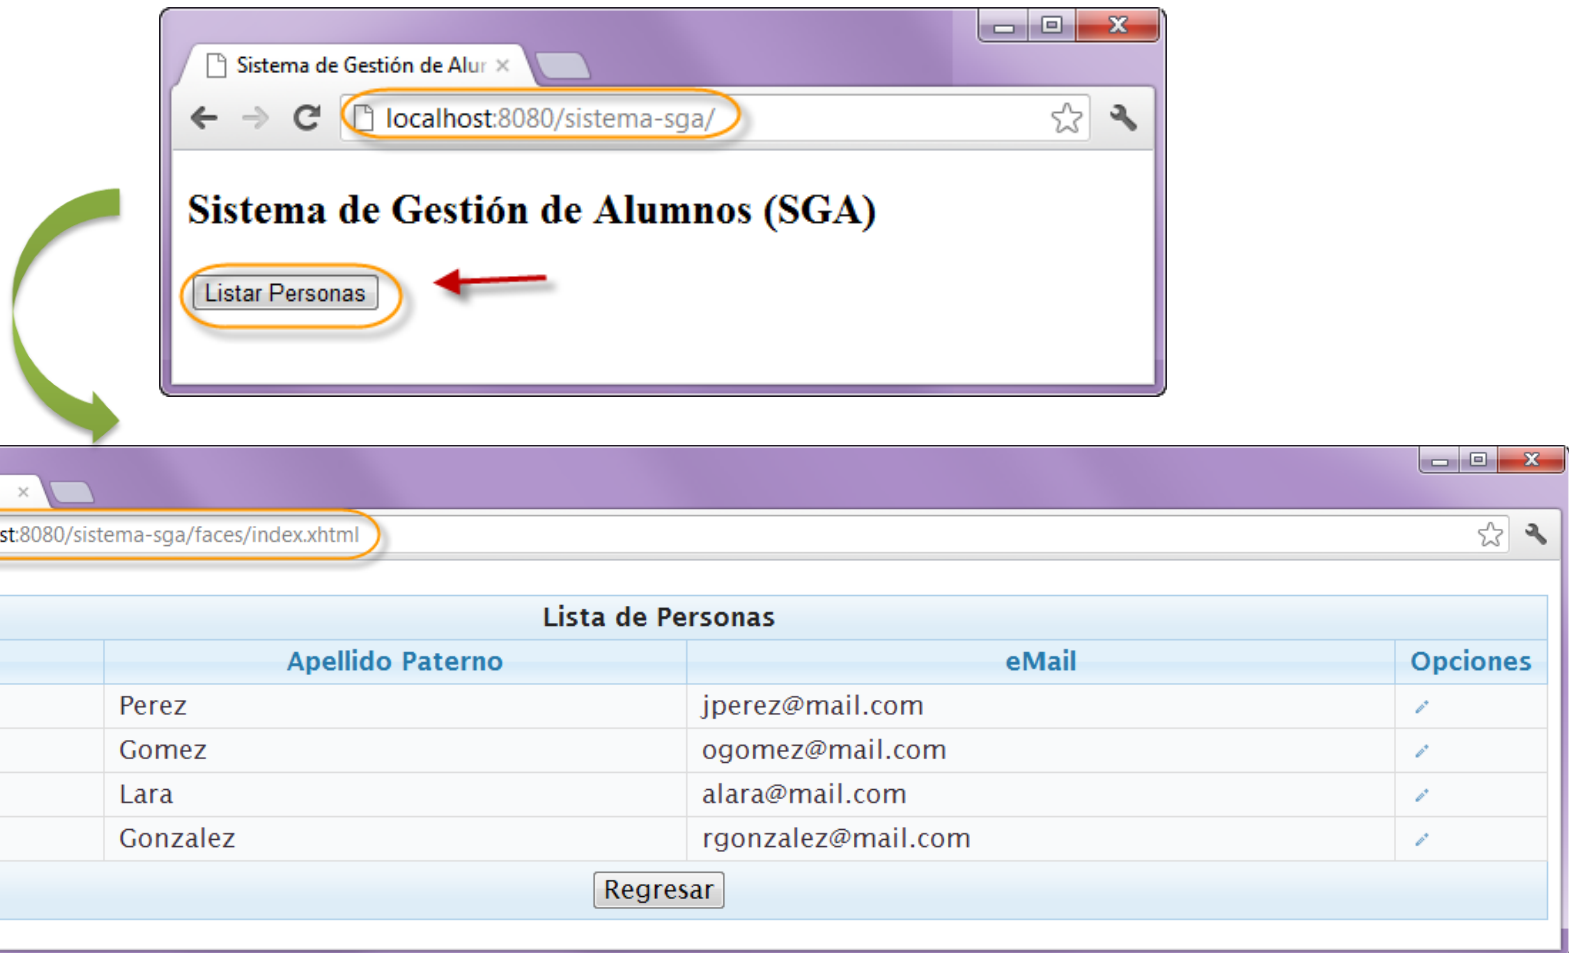 Sistema de Gestión de Alur
localhost:8080/sistema-sga/
Sistema de Gestión de Alumnos (SGA)
Listar Personas
st:8080/sistema-sga/faces/index.xhtml
Lista de Personas
Apellido Paterno eMail Opciones
Perez jperez@mail.com
Gomez ogomez@mail.com
Lara alara@mail.com
Gonzalez rgonzalez@mail.com
Regresar